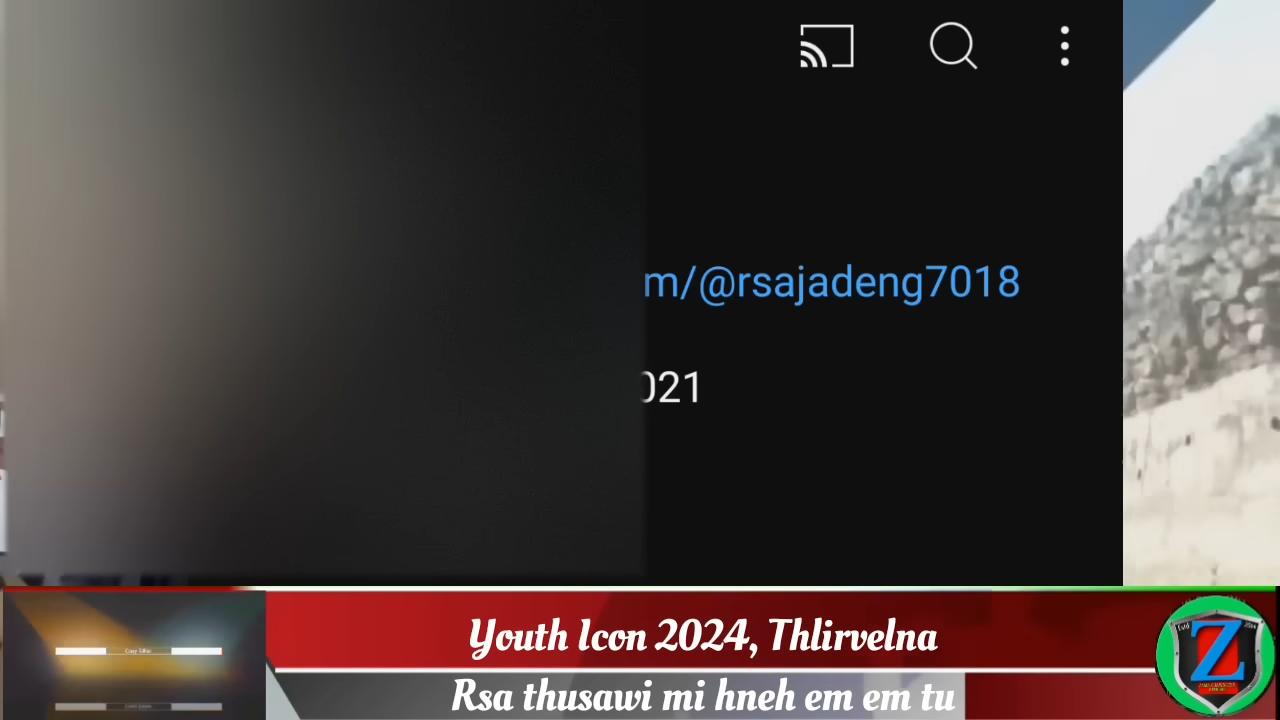 m/@rsajadeng7018
021
Youth Icon 2024, Thlirvelna
Rsa thusawi mi hneh em em tu
Z